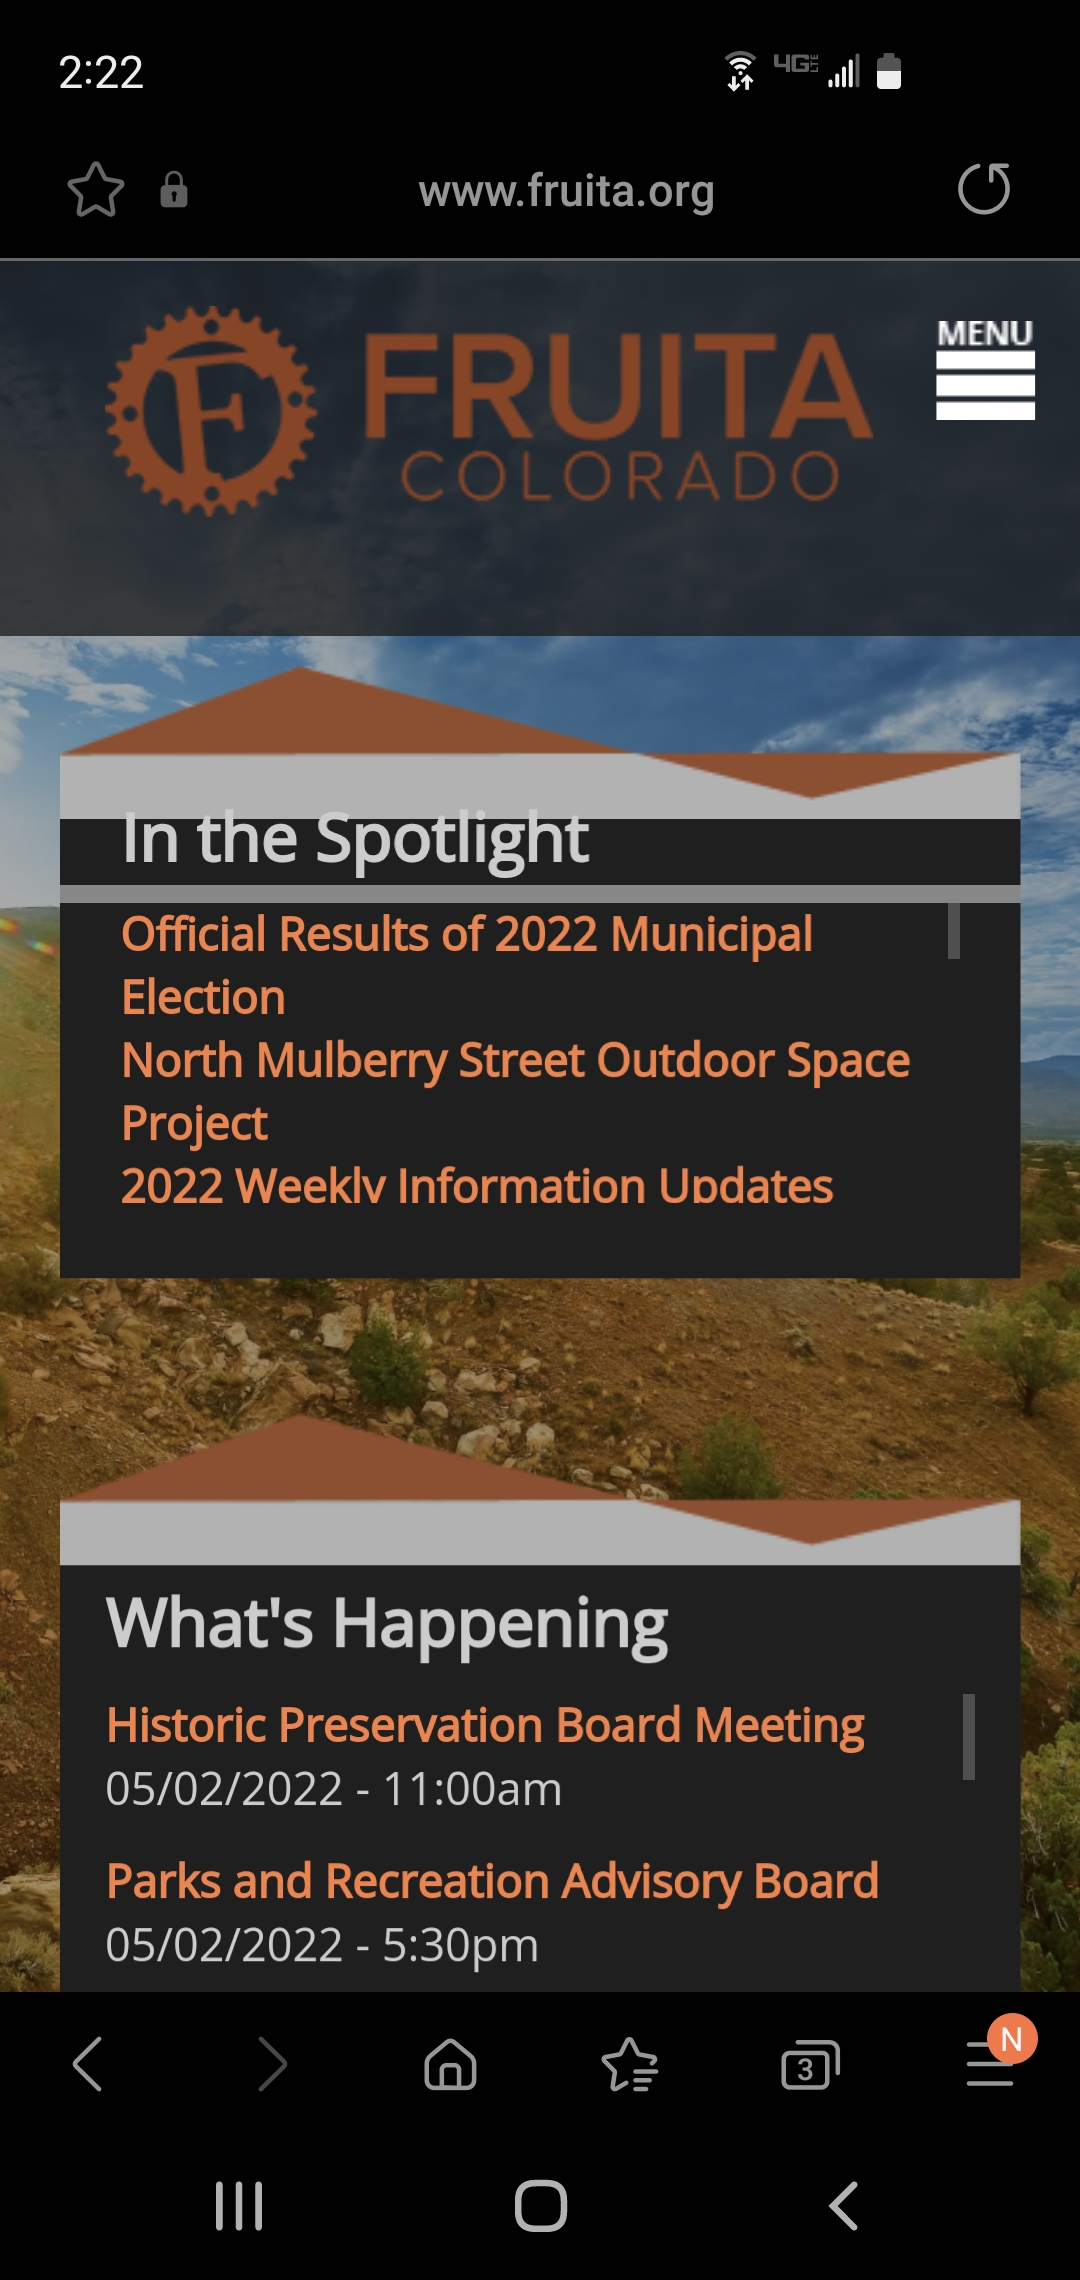 2:22
4G LTE
www.fruita.org
F
FRUITA
COLORADO
MENU
In the Spotlight
Official Results of 2022 Municipal
Election
North Mulberry Street Outdoor Space
Project
2022 Weekly Information Updates
What's Happening
Historic Preservation Board Meeting
05/02/2022 - 11:00am
Parks and Recreation Advisory Board
05/02/2022 - 5:30pm
3
N